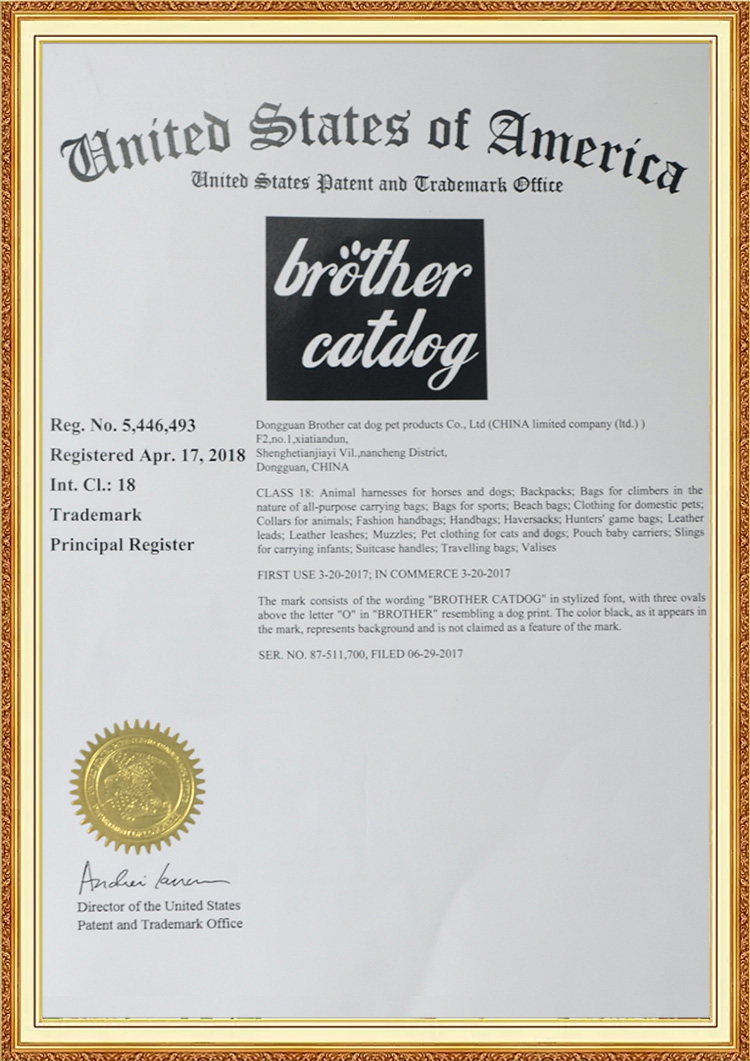 United States of America
United States Patent and Trademark Office
brother
catdog
Reg. No. 5,446,493
Registered Apr. 17, 2018
Int. Cl.: 18
Trademark
Principal Register
Dongguan Brother cat dog pet products Co., Ltd (CHINA limited company (ltd.) )
F2,no.1,xiatiandun,
Shenghetianjiayi Vil.,nancheng District,
Dongguan, CHINA
CLASS 18: Animal harnesses for horses and dogs; Backpacks; Bags for climbers in the
nature of all-purpose carrying bags; Bags for sports; Beach bags; Clothing for domestic pets;
Collars for animals; Fashion handbags; Handbags; Haversacks; Hunters' game bags; Leather
leads; Leather leashes; Muzzles; Pet clothing for cats and dogs; Pouch baby carriers; Slings
for carrying infants; Suitcase handles; Travelling bags; Valises
FIRST USE 3-20-2017; IN COMMERCE 3-20-2017
The mark consists of the wording "BROTHER CATDOG" in stylized font, with three ovals
above the letter "O" in "BROTHER" resembling a dog print. The color black, as it appears in
the mark, represents background and is not claimed as a feature of the mark.
SER. NO. 87-511,700, FILED 06-29-2017
Andrei Iancu
Director of the United States
Patent and Trademark Office